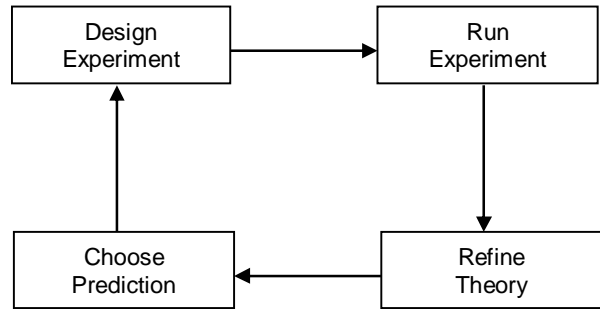 Design
Experiment
Run
Experiment
Choose
Prediction
Refine
Theory